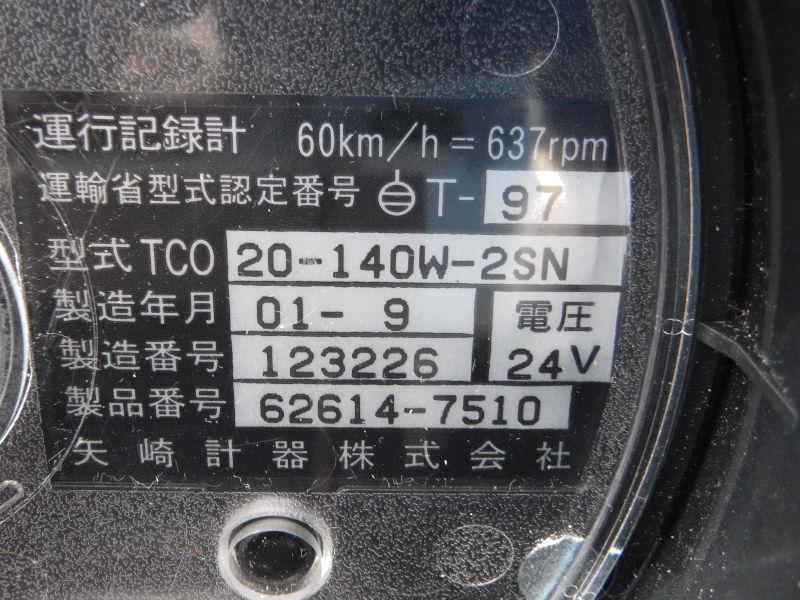 運行記録計 60km/h=637rpm
運輸省型式認定番号 T-97
型式TCO 20-140W-2SN
製造年月 01-9 電圧
製造番号 123226 24V
製品番号 62614-7510
矢崎計器株式会社